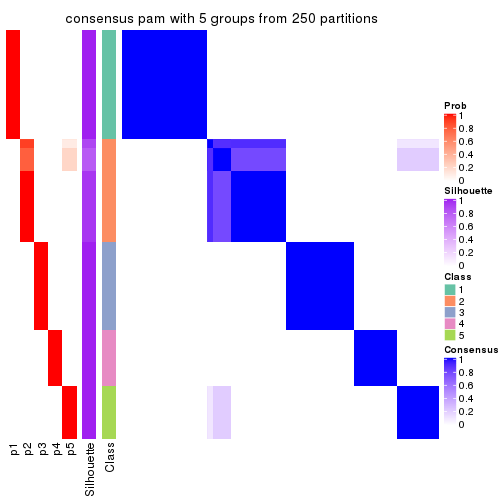 consensus pam with 5 groups from 250 partitions
Prob
1
0.8
0.6
0.4
0.2
0
Silhouette
1
0.8
0.6
0.4
0.2
0
Class
1
2
3
4
5
Consensus
1
0.8
0.6
0.4
0.2
0
p1
p2
p3
p4
p5
Silhouette
Class